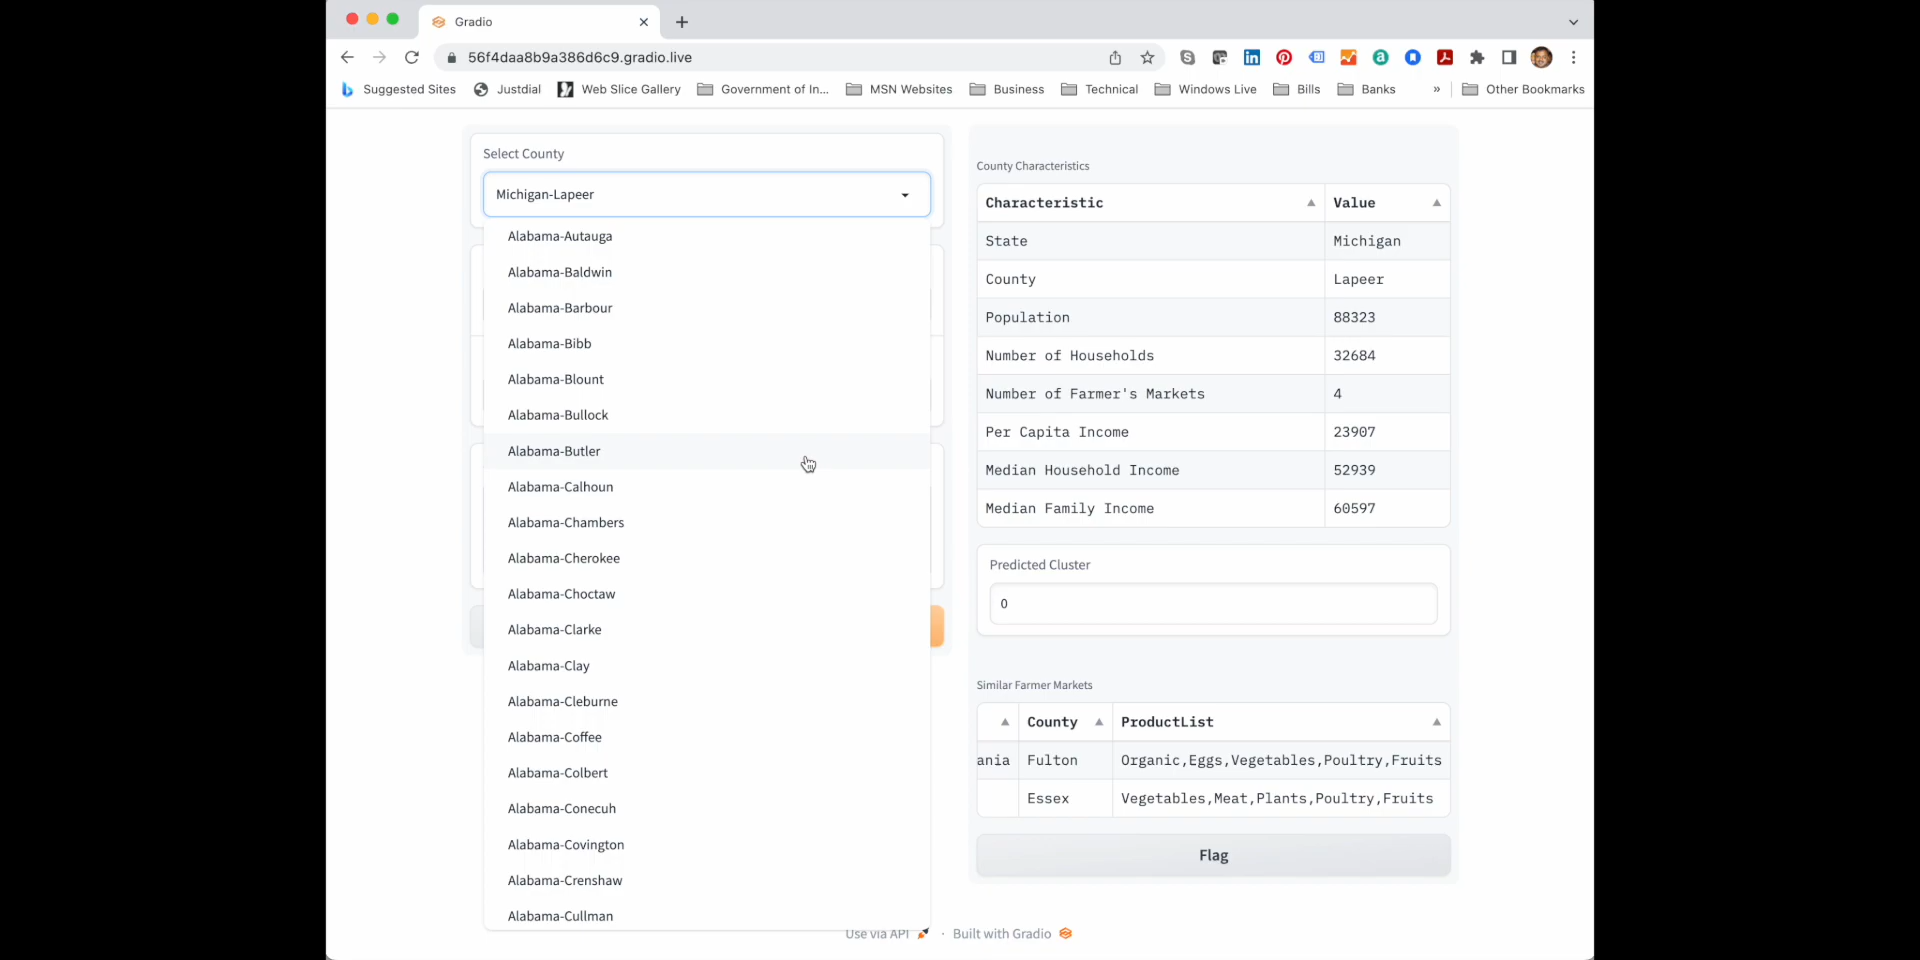 Gradio
56f4daa8b9a386d6c9.gradio.live
Suggested Sites
Justdial
Web Slice Gallery
Government of In...
MSN Websites
Business
Technical
Windows Live
Bills
Banks
»
Other Bookmarks
Select County
Michigan-Lapeer
Alabama-Autauga
Alabama-Baldwin
Alabama-Barbour
Alabama-Bibb
Alabama-Blount
Alabama-Bullock
Alabama-Butler
Alabama-Calhoun
Alabama-Chambers
Alabama-Cherokee
Alabama-Choctaw
Alabama-Clarke
Alabama-Clay
Alabama-Cleburne
Alabama-Coffee
Alabama-Colbert
Alabama-Conecuh
Alabama-Covington
Alabama-Crenshaw
Alabama-Cullman
County Characteristics
Characteristic Value
State Michigan
County Lapeer
Population 88323
Number of Households 32684
Number of Farmer's Markets 4
Per Capita Income 23907
Median Household Income 52939
Median Family Income 60597
Predicted Cluster
0
Similar Farmer Markets
County ProductList
ania Fulton Organic,Eggs,Vegetables,Poultry,Fruits
Essex Vegetables,Meat,Plants,Poultry,Fruits
Flag
Use via API · Built with Gradio